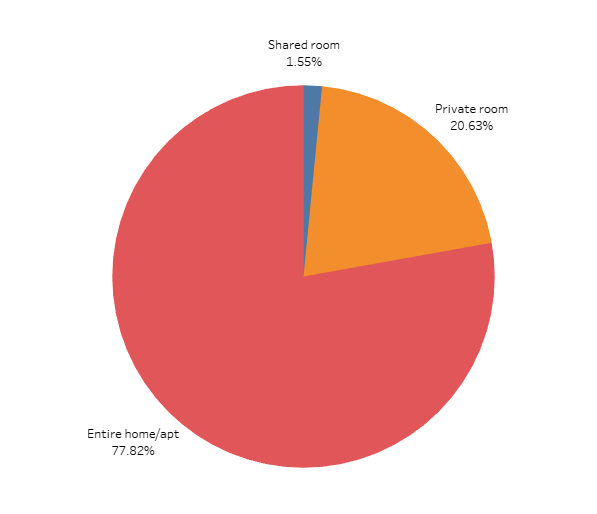 Shared room
1.55%
Private room
20.63%
Entire home/apt
77.82%